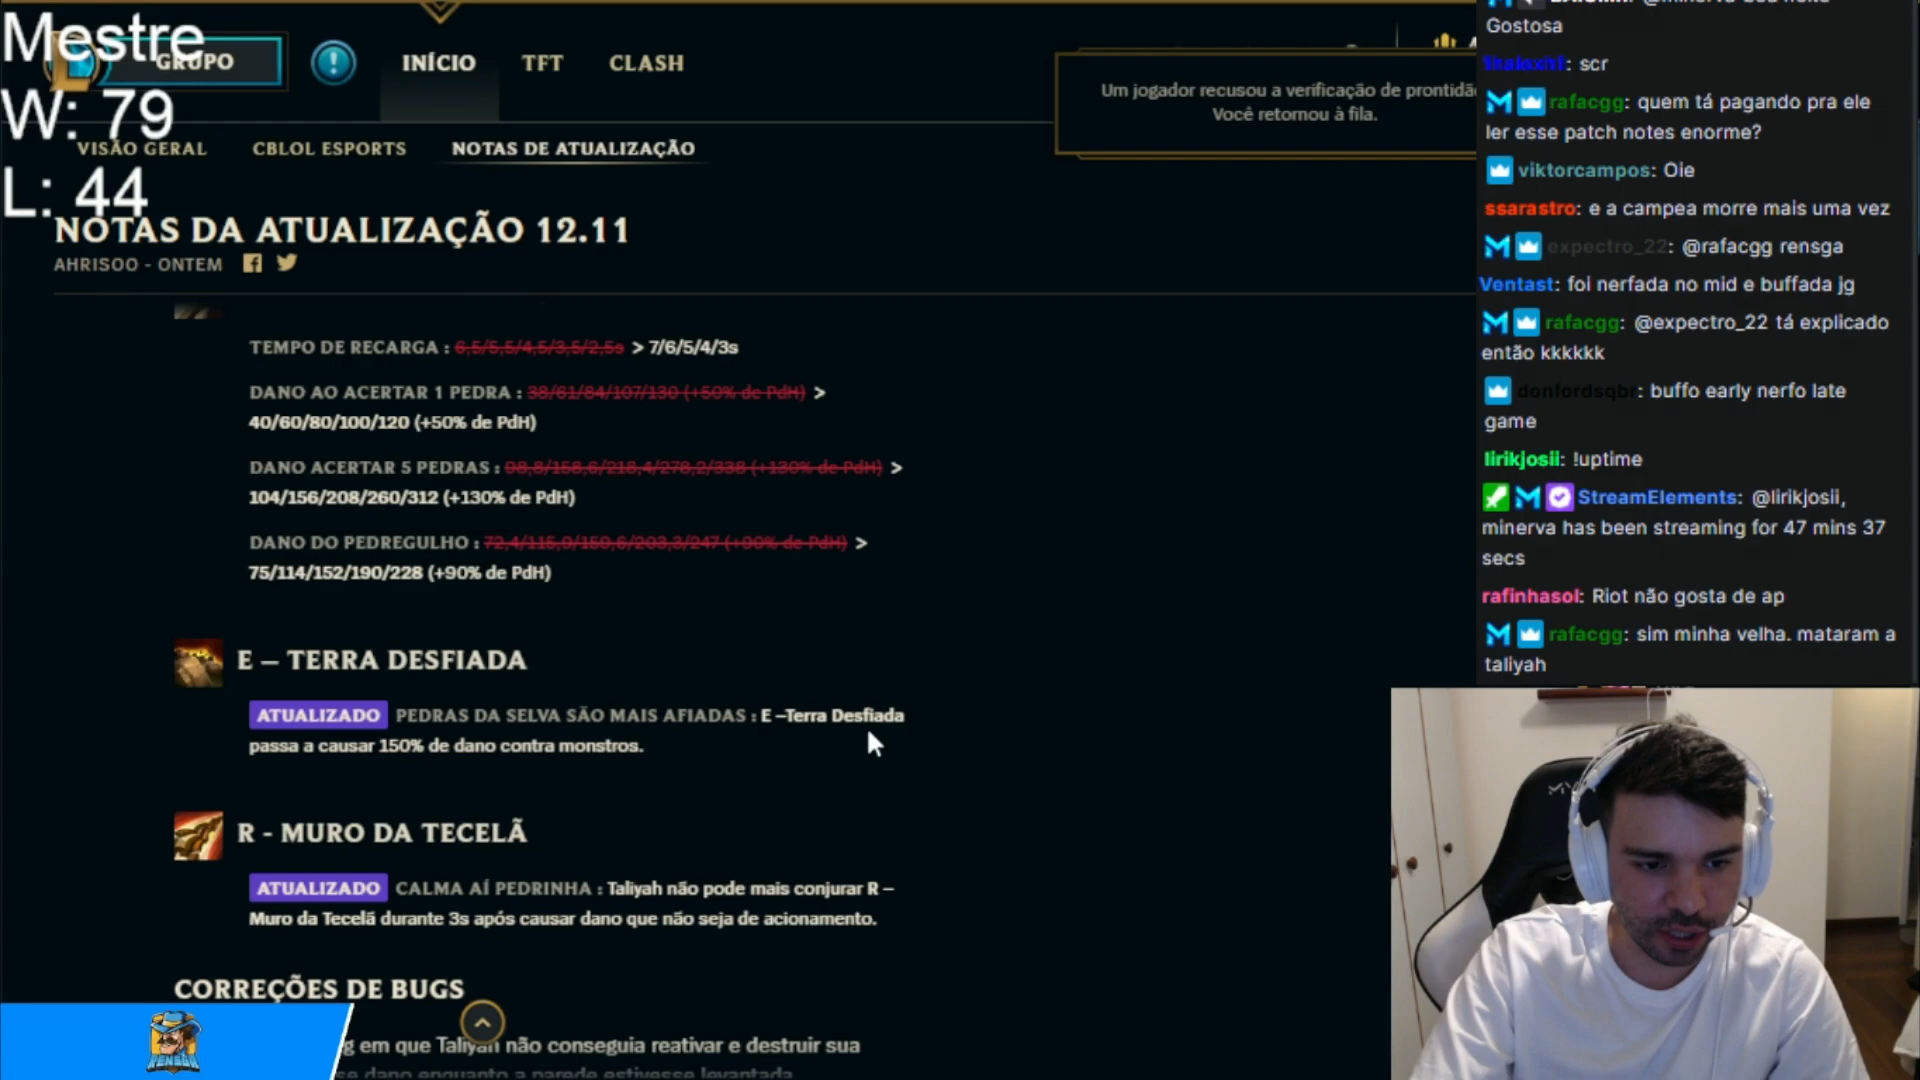 Mestre
W: 79
L: 44
GRUPO
INÍCIO
TFT
CLASH
Um jogador recusou a verificação de prontidão
Você retornou à fila.
VISÃO GERAL
CBLOL ESPORTS
NOTAS DE ATUALIZAÇÃO
NOTAS DA ATUALIZAÇÃO 12.11
AHRISOO - ONTEM
TEMPO DE RECARGA : 6,5/5,5/4,5/3,5/2,5s > 7/6/5/4/3s
DANO AO ACERTAR 1 PEDRA : 38/61/84/107/130 (+50% de PdH) >
40/60/80/100/120 (+50% de PdH)
DANO ACERTAR 5 PEDRAS : 98,8/158,6/218,4/278,2/338 (+130% de PdH) >
104/156/208/260/312 (+130% de PdH)
DANO DO PEDREGULHO : 72,4/115,9/159,6/203,3/247 (+90% de PdH) >
75/114/152/190/228 (+90% de PdH)
E – TERRA DESFIADA
ATUALIZADO PEDRAS DA SELVA SÃO MAIS AFIADAS : E –Terra Desfiada
passa a causar 150% de dano contra monstros.
R - MURO DA TECELÃ
ATUALIZADO CALMA AÍ PEDRINHA : Taliyah não pode mais conjurar R –
Muro da Tecelã durante 3s após causar dano que não seja de acionamento.
CORREÇÕES DE BUGS
g em que Taliyah não conseguia reativar e destruir sua
se dano enquanto a parede estivesse levantada
PENSÃO
Gostosa
: scr
rafacgg: quem tá pagando pra ele
ler esse patch notes enorme?
viktorcampos: Oie
ssarastro: e a campea morre mais uma vez
expectro_22: @rafacgg rensga
Ventast: foi nerfada no mid e buffada jg
rafacgg: @expectro_22 tá explicado
então kkkkkk
donfordsqbr: buffo early nerfo late
game
lirikjosii: !uptime
StreamElements: @lirikjosii,
minerva has been streaming for 47 mins 37
secs
rafinhasol: Riot não gosta de ap
rafacgg: sim minha velha. mataram a
taliyah